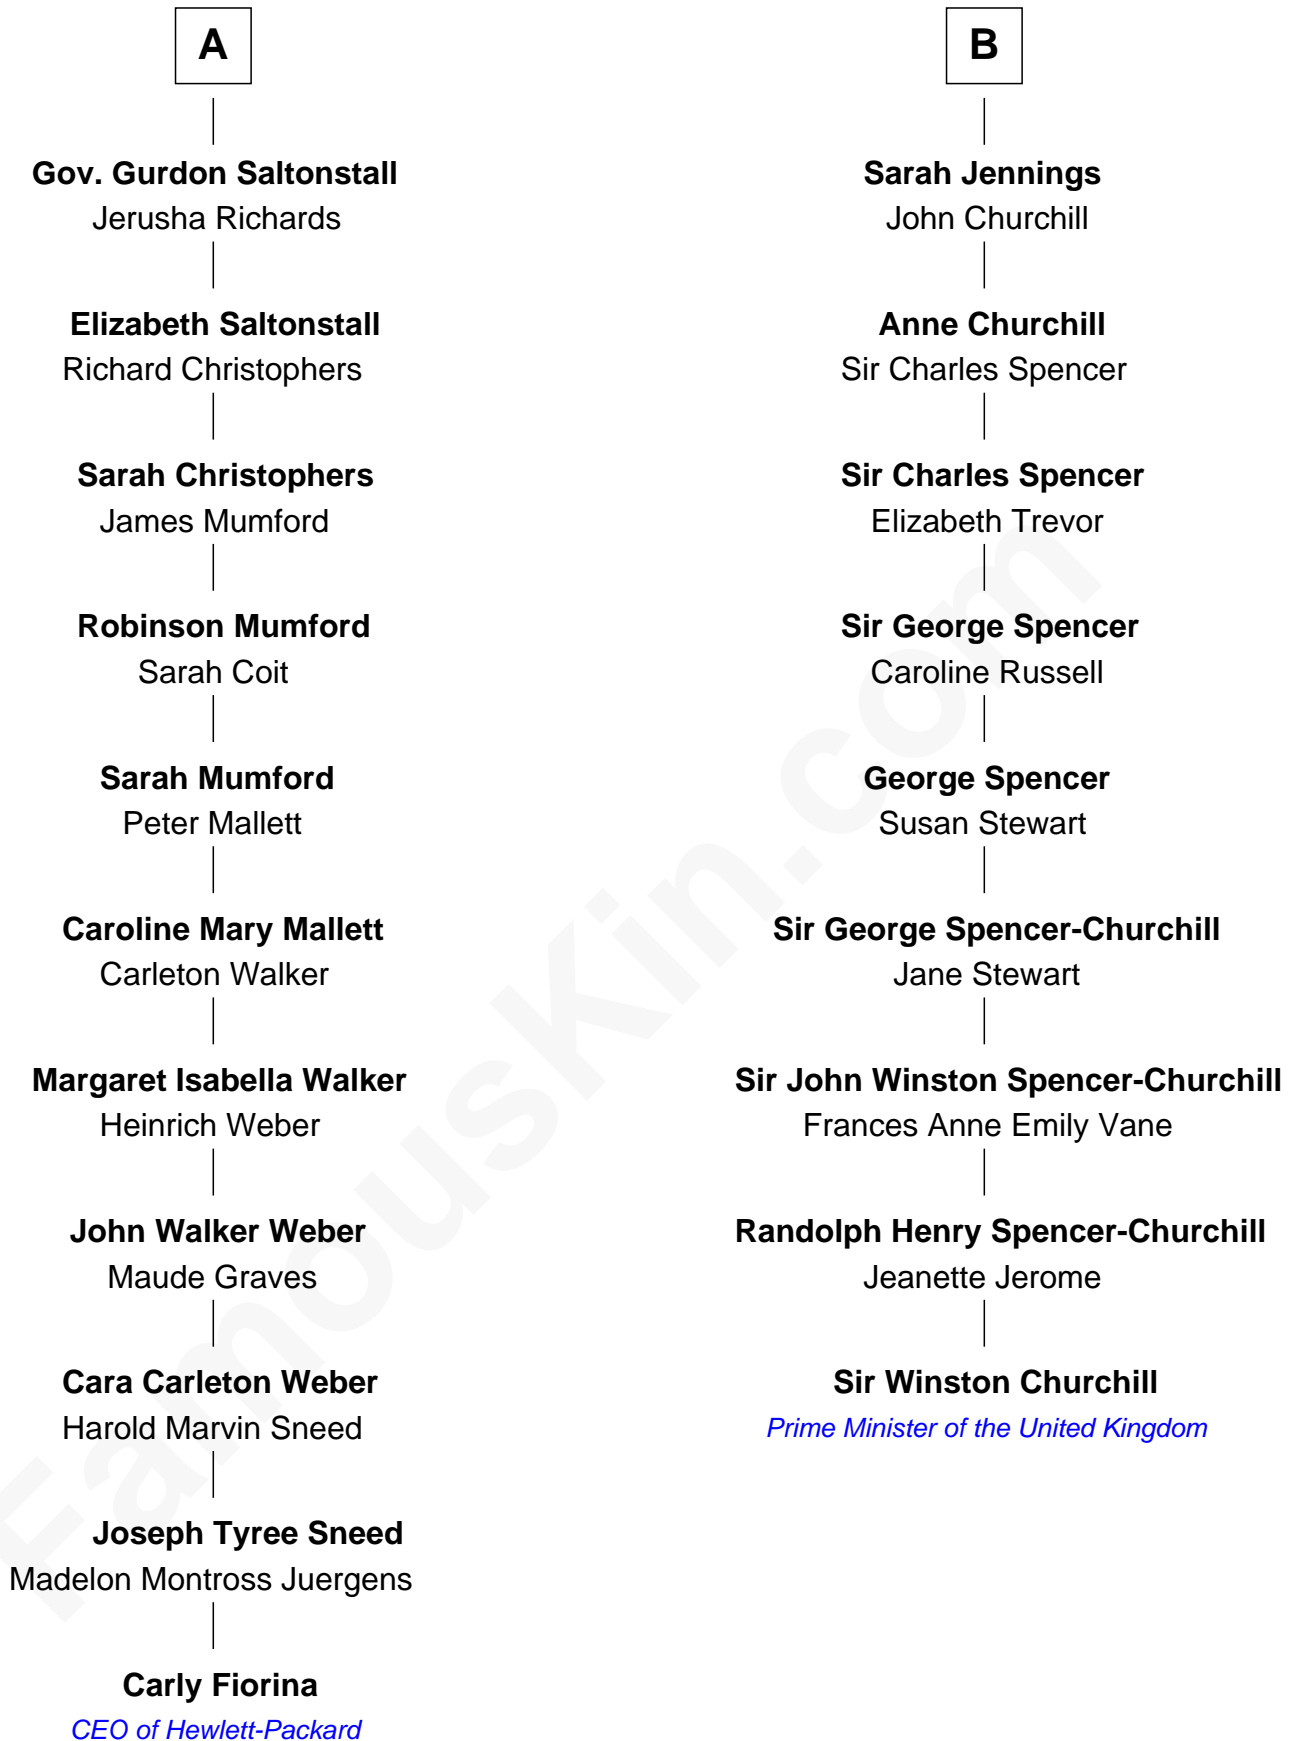 A
Gov. Gurdon Saltonstall
Jerusha Richards
Elizabeth Saltonstall
Richard Christophers
Sarah Christophers
James Mumford
Robinson Mumford
Sarah Coit
Sarah Mumford
Peter Mallett
Caroline Mary Mallett
Carleton Walker
Margaret Isabella Walker
Heinrich Weber
John Walker Weber
Maude Graves
Cara Carleton Weber
Harold Marvin Sneed
Joseph Tyree Sneed
Madelon Montross Juergens
Carly Fiorina
CEO of Hewlett-Packard
B
Sarah Jennings
John Churchill
Anne Churchill
Sir Charles Spencer
Sir Charles Spencer
Elizabeth Trevor
Sir George Spencer
Caroline Russell
George Spencer
Susan Stewart
Sir George Spencer-Churchill
Jane Stewart
Sir John Winston Spencer-Churchill
Frances Anne Emily Vane
Randolph Henry Spencer-Churchill
Jeanette Jerome
Sir Winston Churchill
Prime Minister of the United Kingdom
FamousKin.com